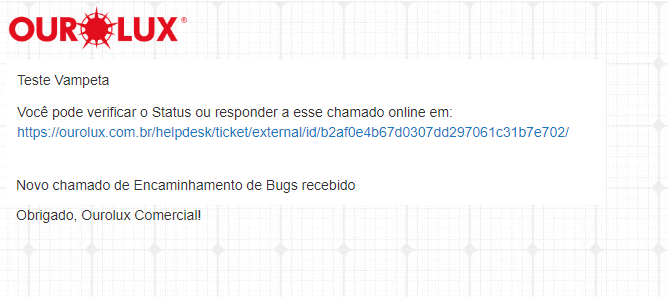 OUROLUX®
Teste Vampeta
Você pode verificar o Status ou responder a esse chamado online em:
https://ourolux.com.br/helpdesk/ticket/external/id/b2af0e4b67d0307dd297061c31b7e702/
Novo chamado de Encaminhamento de Bugs recebido
Obrigado, Ourolux Comercial!